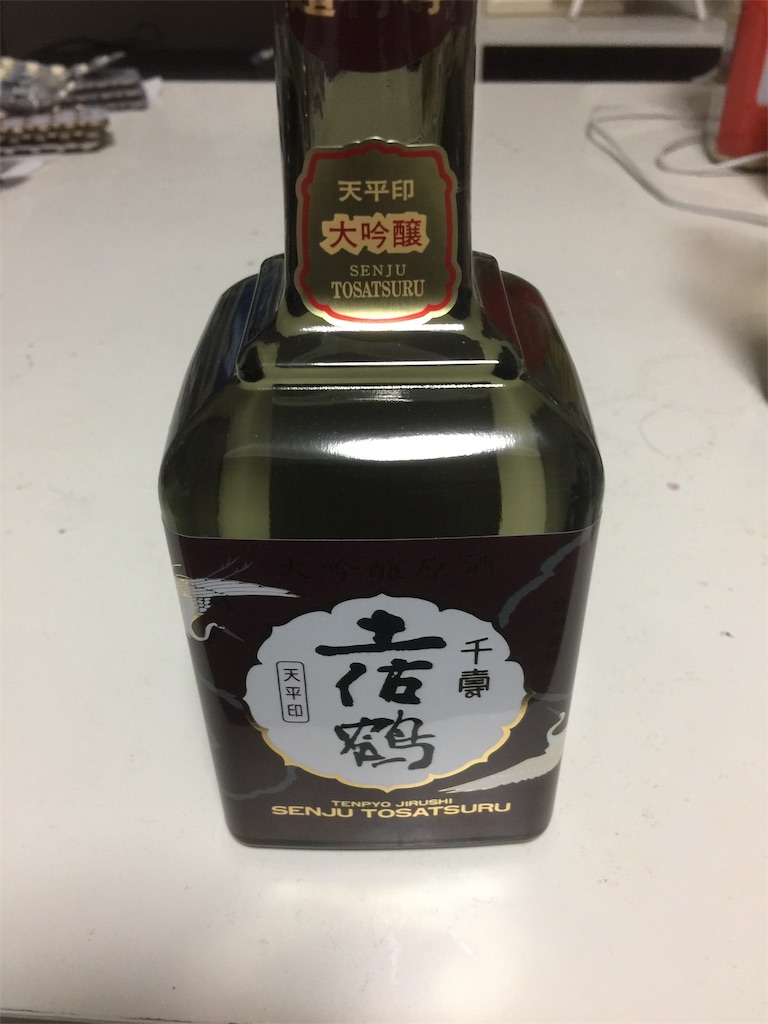 天平印
大吟醸
SENJU
TOSATSURU
大吟醸原酒
千壽
土佐鶴
天平印
TENPYO JIRUSHI
SENJU TOSATSURU